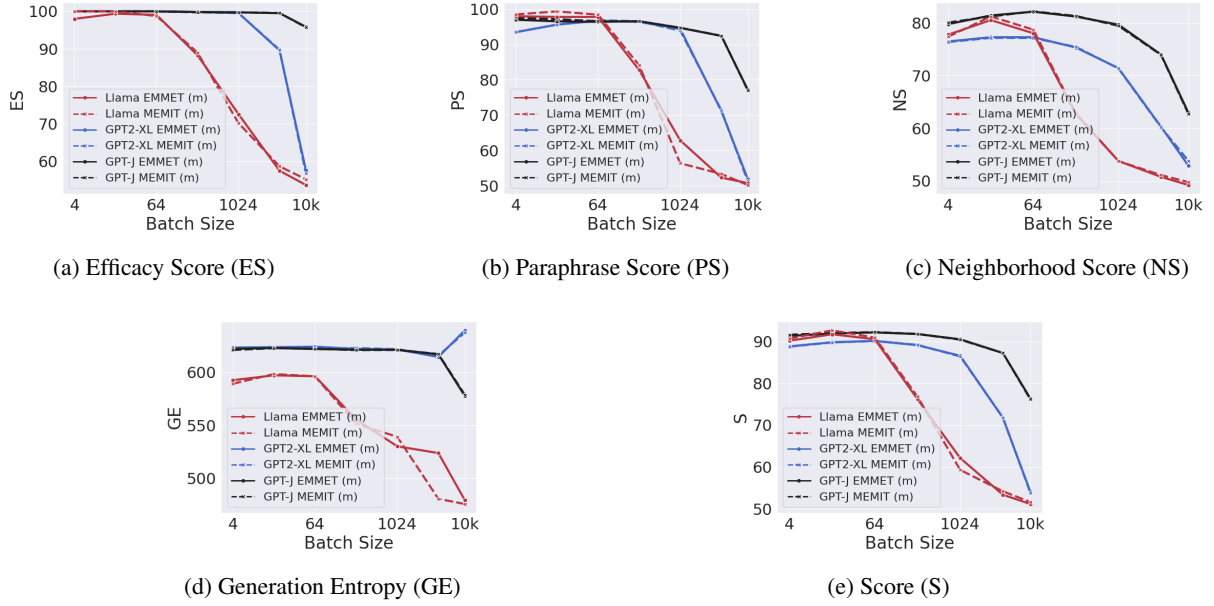 100
90
80
70
60
ES
Llama EMMET (m)
Llama MEMIT (m)
GPT2-XL EMMET (m)
GPT2-XL MEMIT (m)
GPT-J EMMET (m)
GPT-J MEMIT (m)
4 64 1024 10k
Batch Size
(a) Efficacy Score (ES)
100
90
80
70
60
50
PS
Llama EMMET (m)
Llama MEMIT (m)
GPT2-XL EMMET (m)
GPT2-XL MEMIT (m)
GPT-J EMMET (m)
GPT-J MEMIT (m)
4 64 1024 10k
Batch Size
(b) Paraphrase Score (PS)
80
70
60
50
NS
Llama EMMET (m)
Llama MEMIT (m)
GPT2-XL EMMET (m)
GPT2-XL MEMIT (m)
GPT-J EMMET (m)
GPT-J MEMIT (m)
4 64 1024 10k
Batch Size
(c) Neighborhood Score (NS)
600
550
500
GE
Llama EMMET (m)
Llama MEMIT (m)
GPT2-XL EMMET (m)
GPT2-XL MEMIT (m)
GPT-J EMMET (m)
GPT-J MEMIT (m)
4 64 1024 10k
Batch Size
(d) Generation Entropy (GE)
90
80
70
60
50
S
Llama EMMET (m)
Llama MEMIT (m)
GPT2-XL EMMET (m)
GPT2-XL MEMIT (m)
GPT-J EMMET (m)
GPT-J MEMIT (m)
4 64 1024 10k
Batch Size
(e) Score (S)